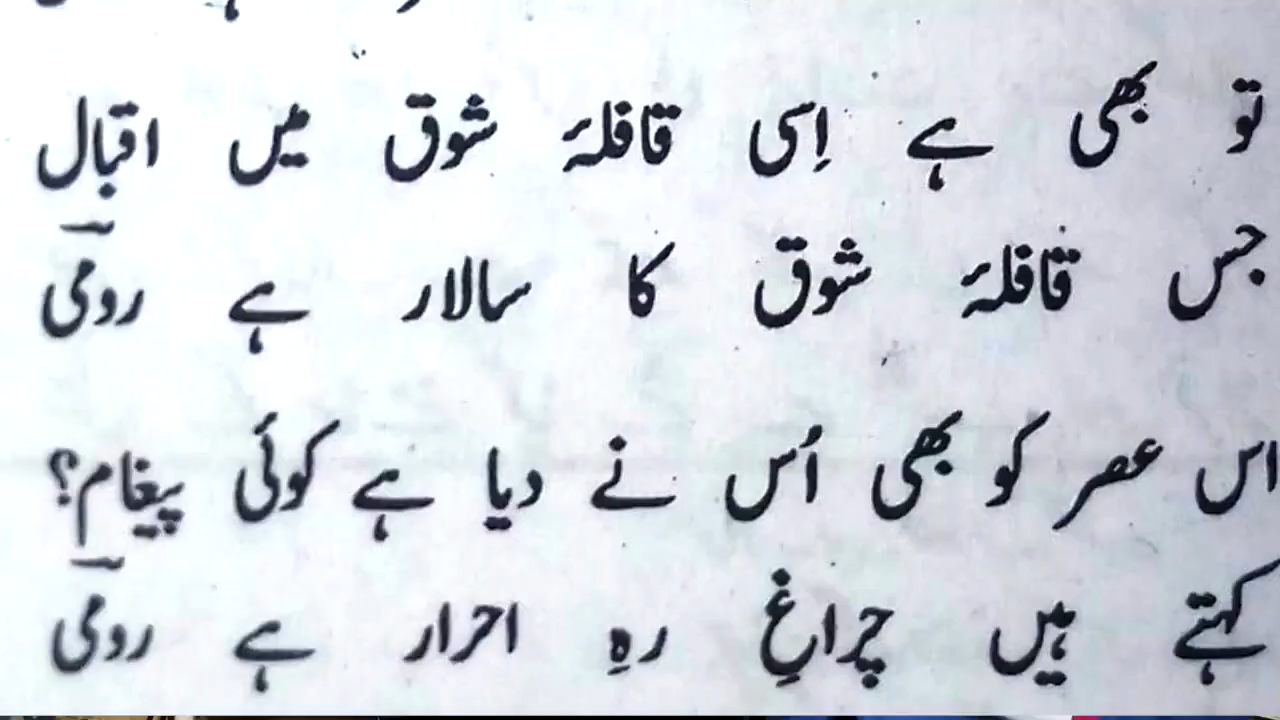 تو بھی ہے اِسی قافلۂ شوق میں اقبال
جس قافلۂ شوق کا سالار ہے رومی
اس عصر کو بھی اُس نے دیا ہے کوئی پیغام؟
کہتے ہیں چراغِ رہِ احرار ہے رومی